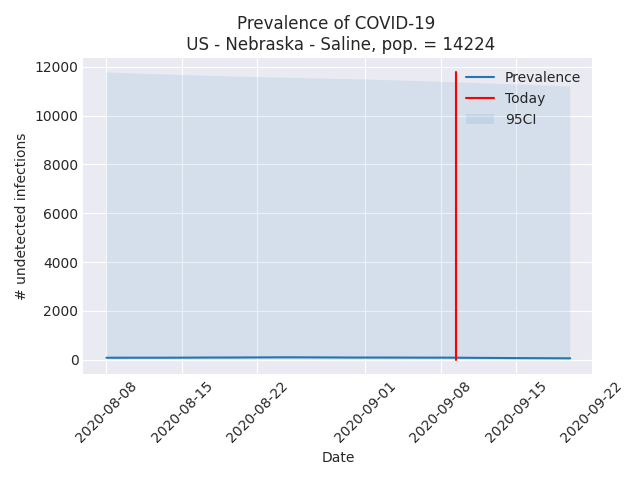 Prevalence of COVID-19
US - Nebraska - Saline, pop. = 14224
12000
10000
8000
6000
4000
2000
0
# undetected infections
Prevalence
Today
95CI
2020-08-08
2020-08-15
2020-08-22
2020-09-01
2020-09-08
2020-09-15
2020-09-22
Date